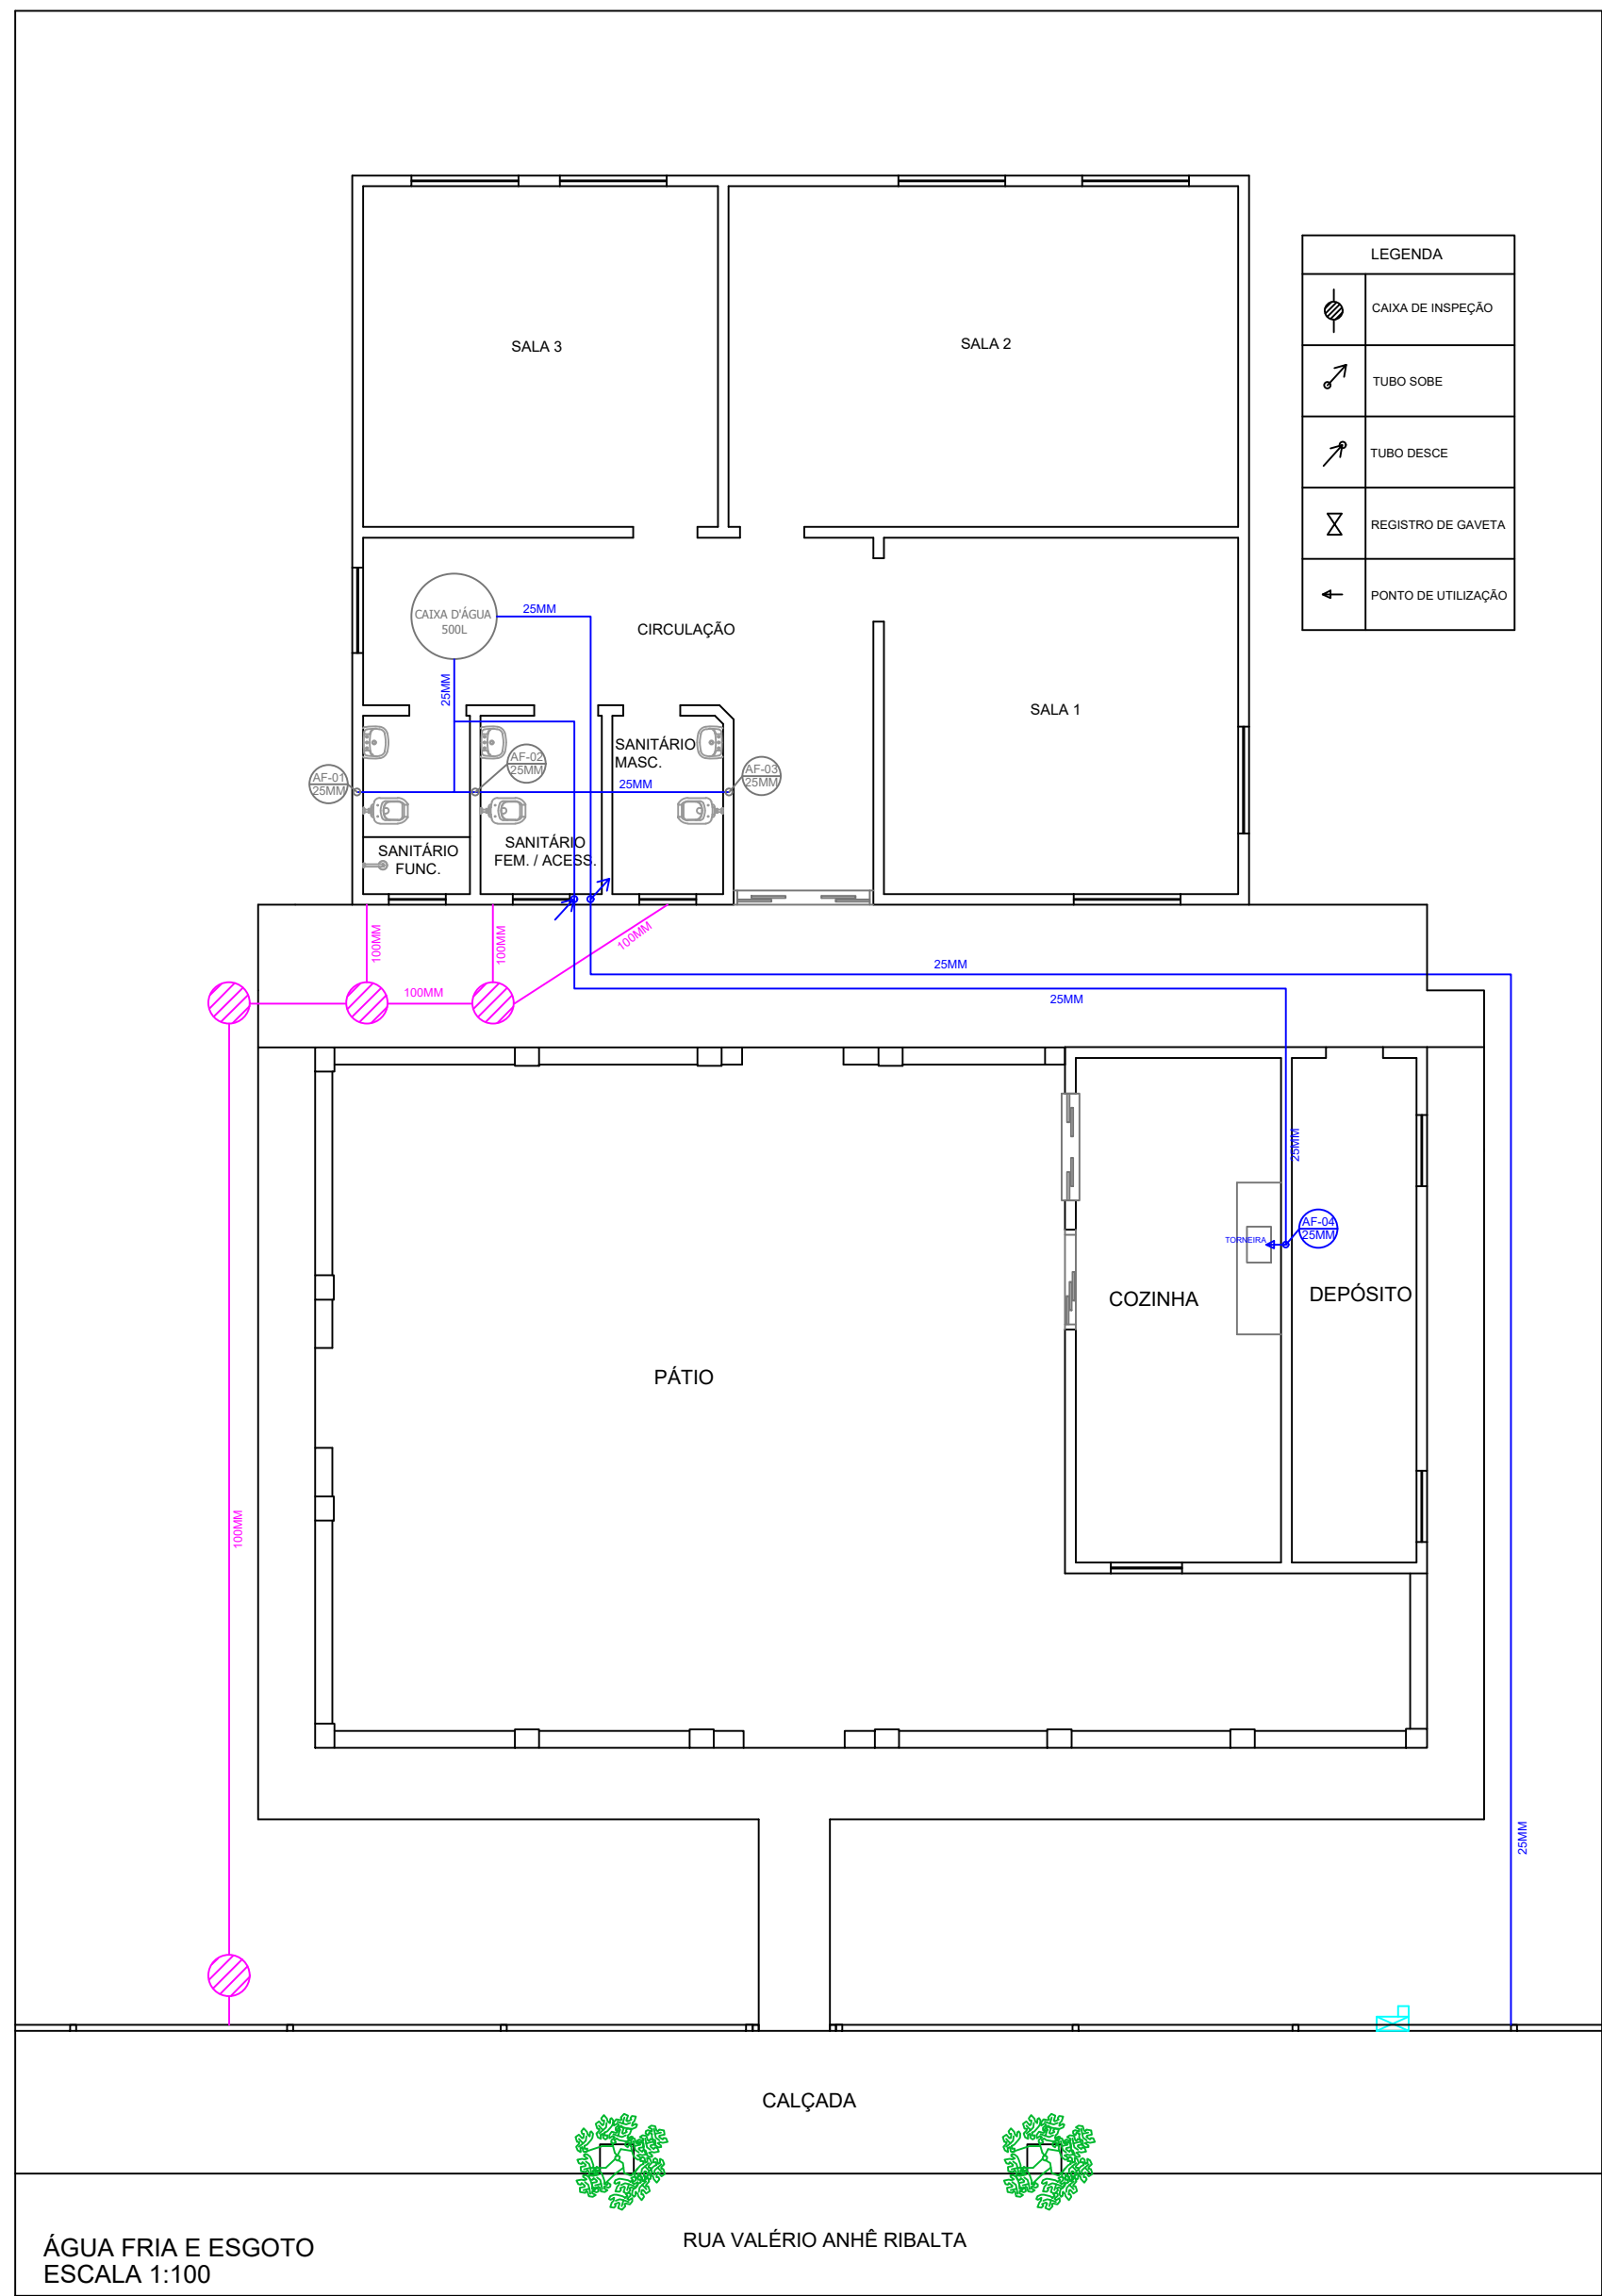 LEGENDA
CAIXA DE INSPEÇÃO
TUBO SOBE
TUBO DESCE
REGISTRO DE GAVETA
PONTO DE UTILIZAÇÃO
SALA 3
SALA 2
CAIXA D'ÁGUA
500L
25MM
CIRCULAÇÃO
25MM
SALA 1
SANITÁRIO
MASC.
AF-01
25MM
AF-02
25MM
AF-03
25MM
25MM
SANITÁRIO
FUNC.
SANITÁRIO
FEM. / ACESS.
100MM
100MM
100MM
100MM
25MM
25MM
25MM
AF-04
25MM
TORNEIRA
COZINHA
DEPÓSITO
PÁTIO
100MM
25MM
CALÇADA
RUA VALÉRIO ANHÊ RIBALTA
ÁGUA FRIA E ESGOTO
ESCALA 1:100